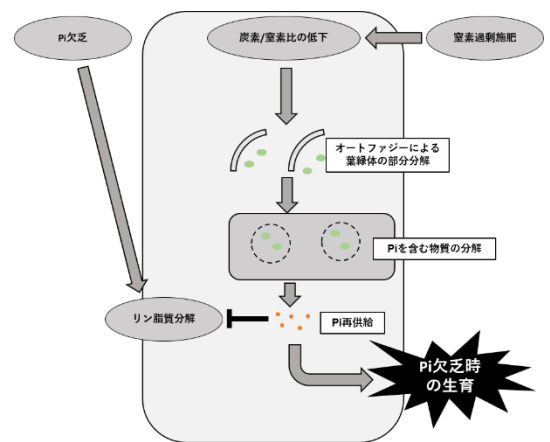 Pi欠乏
炭素/窒素比の低下
窒素過剰施肥
オートファジーによる
葉緑体の部分分解
Piを含む物質の分解
リン脂質分解
Pi再供給
Pi欠乏時
の生育